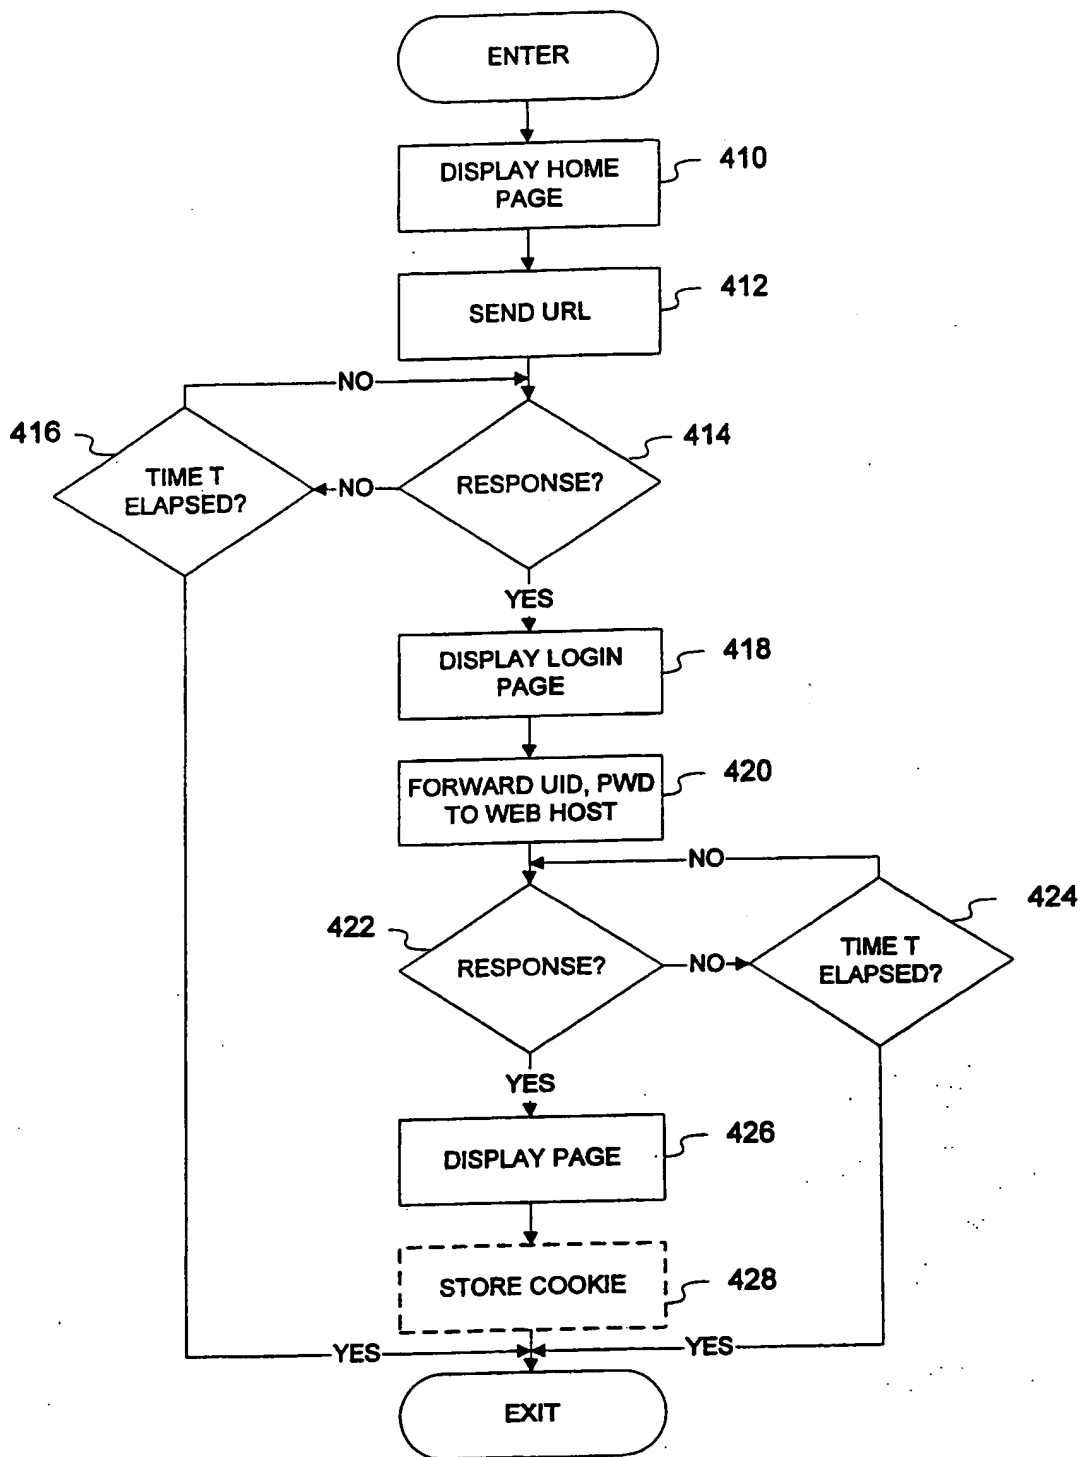 ENTER
DISPLAY HOME
PAGE
410
SEND URL
412
NO
416
TIME T
ELAPSED?
NO
RESPONSE?
414
YES
DISPLAY LOGIN
PAGE
418
FORWARD UID, PWD
TO WEB HOST
420
NO
422
RESPONSE?
NO
TIME T
ELAPSED?
424
YES
DISPLAY PAGE
426
STORE COOKIE
428
YES
YES
EXIT